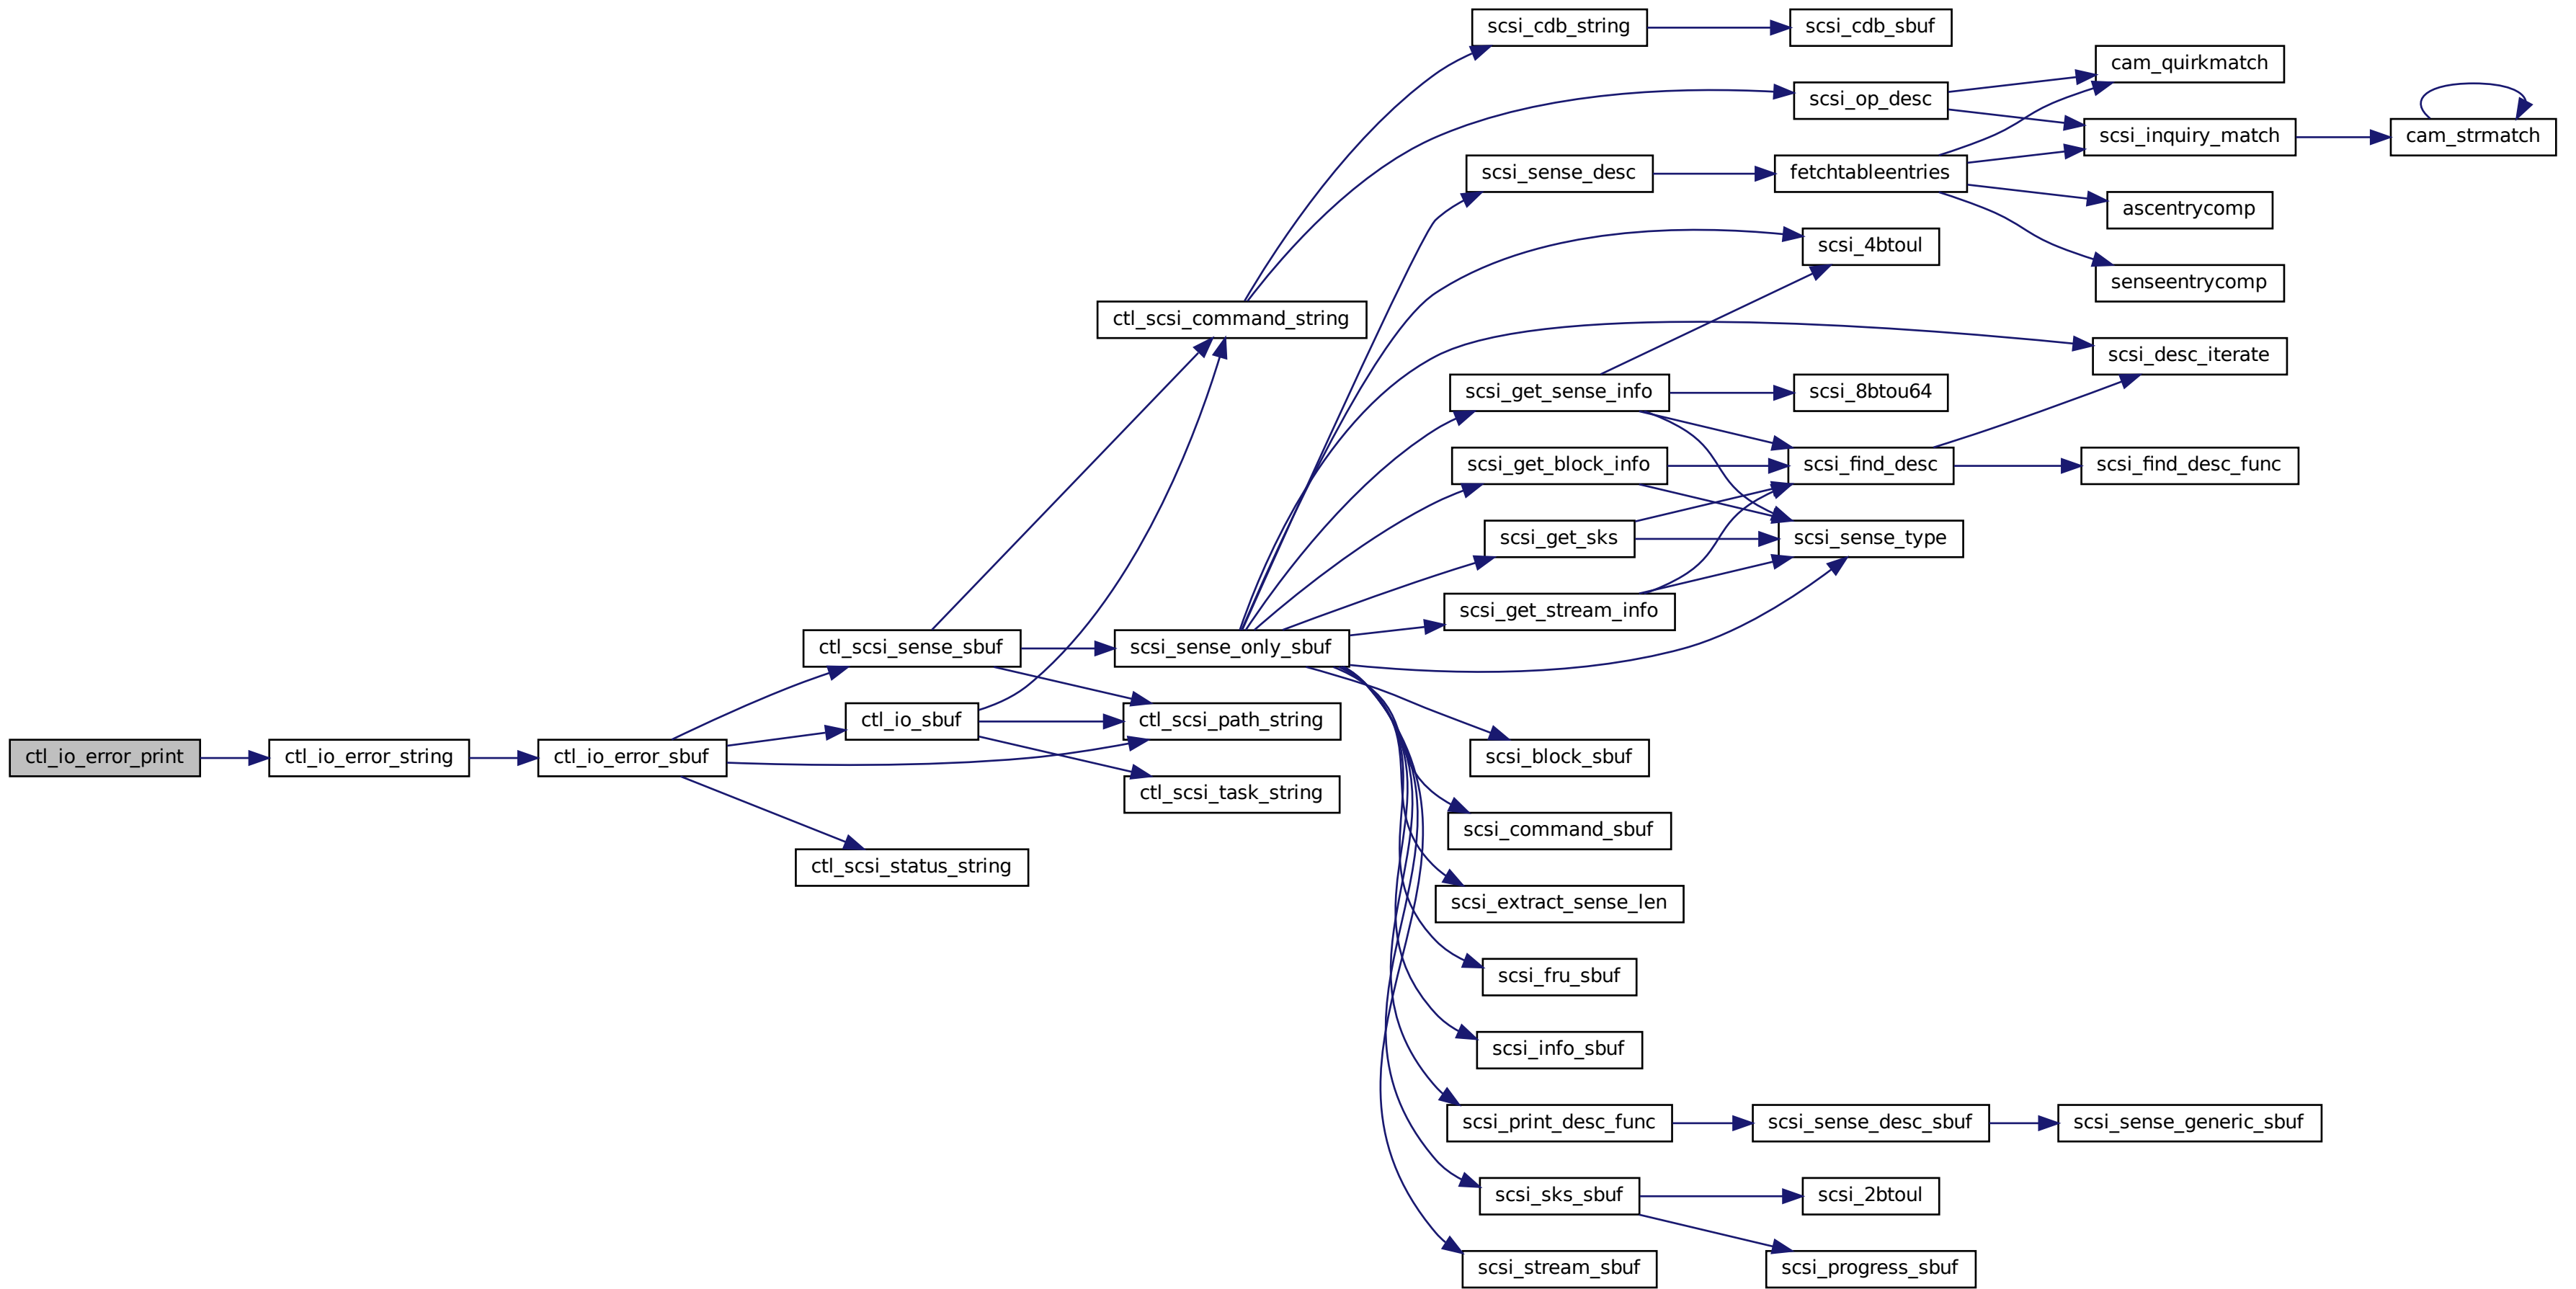 scsi_cdb_string
scsi_cdb_sbuf
cam_quirkmatch
scsi_op_desc
scsi_inquiry_match
cam_strmatch
scsi_sense_desc
fetchtableentries
ascentrycomp
scsi_4btoul
senseentrycomp
ctl_scsi_command_string
scsi_desc_iterate
scsi_get_sense_info
scsi_8btou64
scsi_get_block_info
scsi_find_desc
scsi_find_desc_func
scsi_get_sks
scsi_sense_type
scsi_get_stream_info
ctl_scsi_sense_sbuf
scsi_sense_only_sbuf
ctl_io_sbuf
ctl_scsi_path_string
ctl_io_error_print
ctl_io_error_string
ctl_io_error_sbuf
scsi_block_sbuf
ctl_scsi_task_string
scsi_command_sbuf
ctl_scsi_status_string
scsi_extract_sense_len
scsi_fru_sbuf
scsi_info_sbuf
scsi_print_desc_func
scsi_sense_desc_sbuf
scsi_sense_generic_sbuf
scsi_sks_sbuf
scsi_2btoul
scsi_stream_sbuf
scsi_progress_sbuf